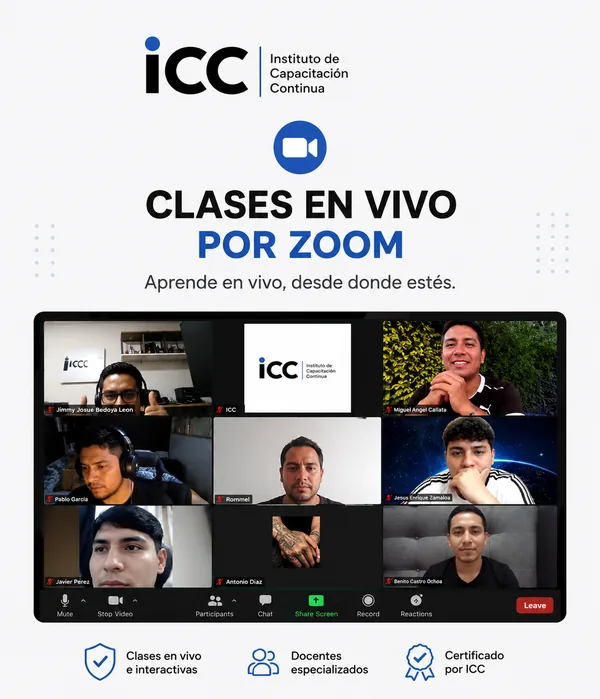 icc
Instituto de
Capacitación
Continua
CLASES EN VIVO
POR ZOOM
Aprende en vivo, desde donde estés.
iccc
Jimmy Josue Bedoya Leon
icc
Instituto de
Capacitación
Continua
ICC
Miguel Angel Callata
Pablo Garcia
Rommel
Jesus Enrique Zamaloa
Javier Perez
Antonio Diaz
Benito Castro Ochoa
Mute
Stop Video
Participants
Chat
Share Screen
Record
Reactions
Leave
Clases en vivo
e interactivas
Docentes
especializados
Certificado
por ICC